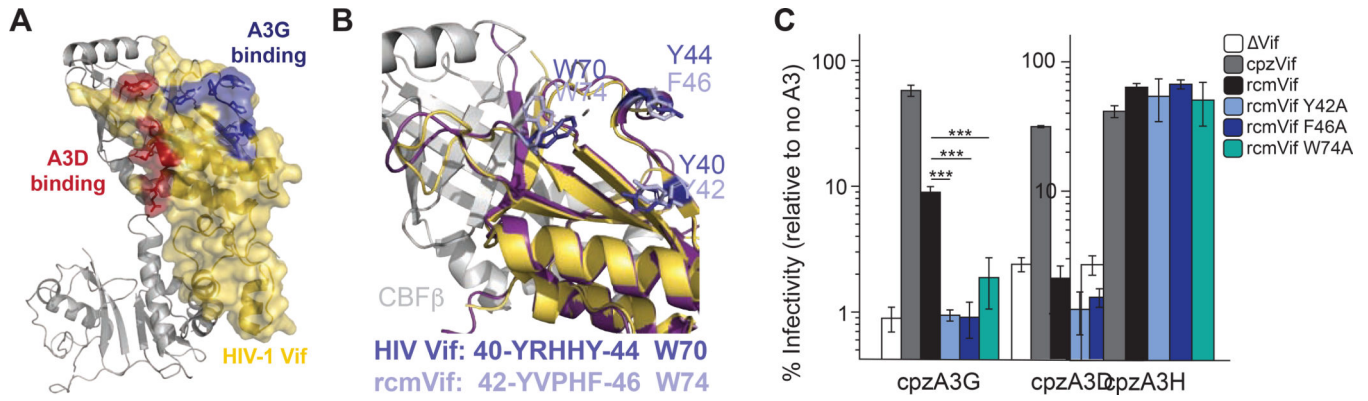 A
A3G
binding
A3D
binding
HIV-1 Vif
B
W70
W74
Y44
F46
Y40
Y42
CBFβ
HIV Vif: 40-YRHHY-44 W70
rcmVif: 42-YVPHF-46 W74
C
% Infectivity (relative to no A3)
100
10
1
***
***
***
100
10
cpzA3G
cpzA3D
cpzA3H
ΔVif
cpzVif
rcmVif
rcmVif Y42A
rcmVif F46A
rcmVif W74A